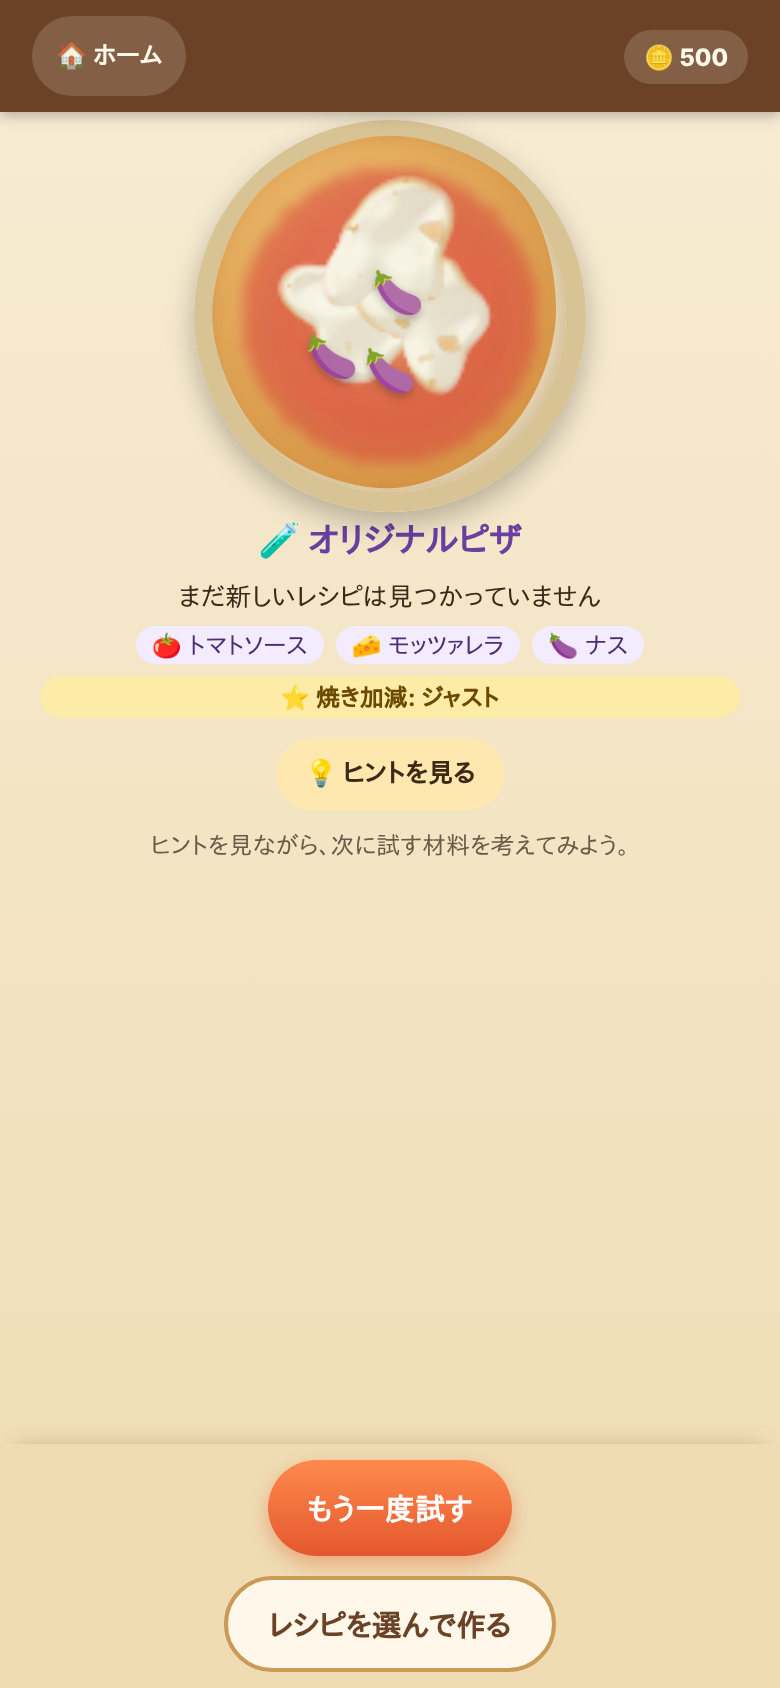 🏠 ホーム
🪙 500
🧪 オリジナルピザ
まだ新しいレシピは見つかっていません
🍅 トマトソース 🧀 モッツァレラ 🍆 ナス
⭐ 焼き加減: ジャスト
💡 ヒントを見る
ヒントを見ながら、次に試す材料を考えてみよう。
もう一度試す
レシピを選んで作る